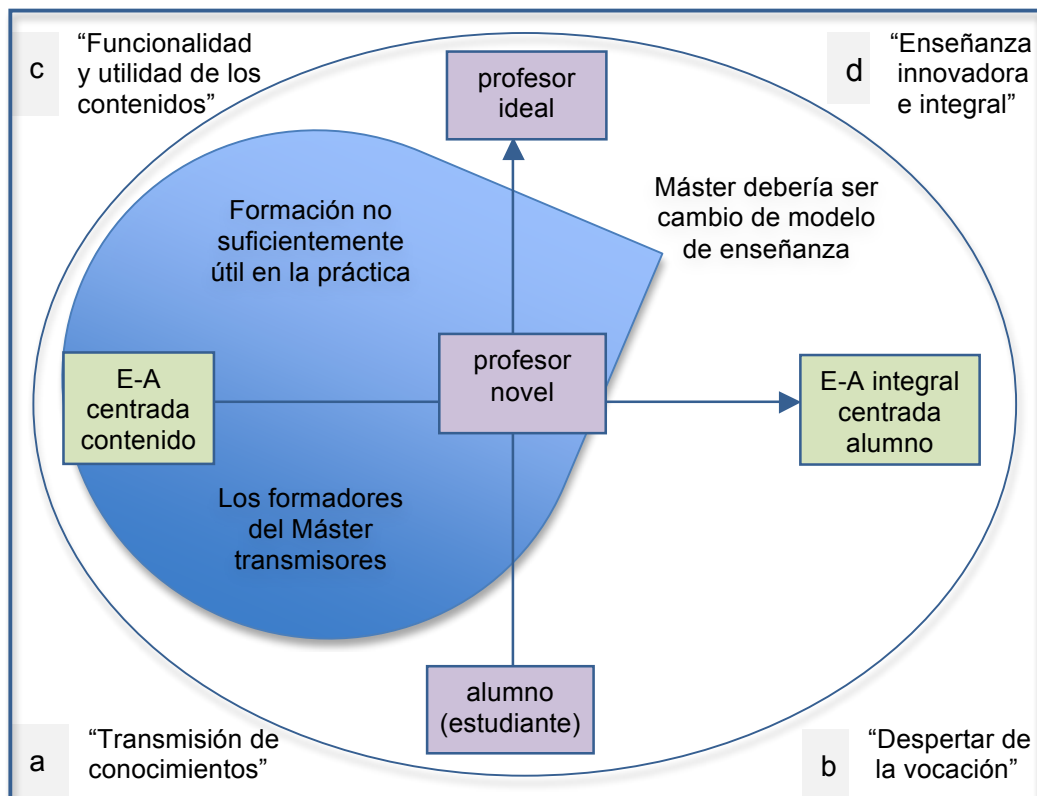 c
“Funcionalidad
y utilidad de los
contenidos”
profesor
ideal
d
“Enseñanza
innovadora
e integral”
Formación no
suficientemente
útil en la práctica
Máster debería ser
cambio de modelo
de enseñanza
E-A
centrada
contenido
profesor
novel
E-A integral
centrada
alumno
Los formadores
del Máster
transmisores
alumno
(estudiante)
a
“Transmisión de
conocimientos”
b
“Despertar de
la vocación”